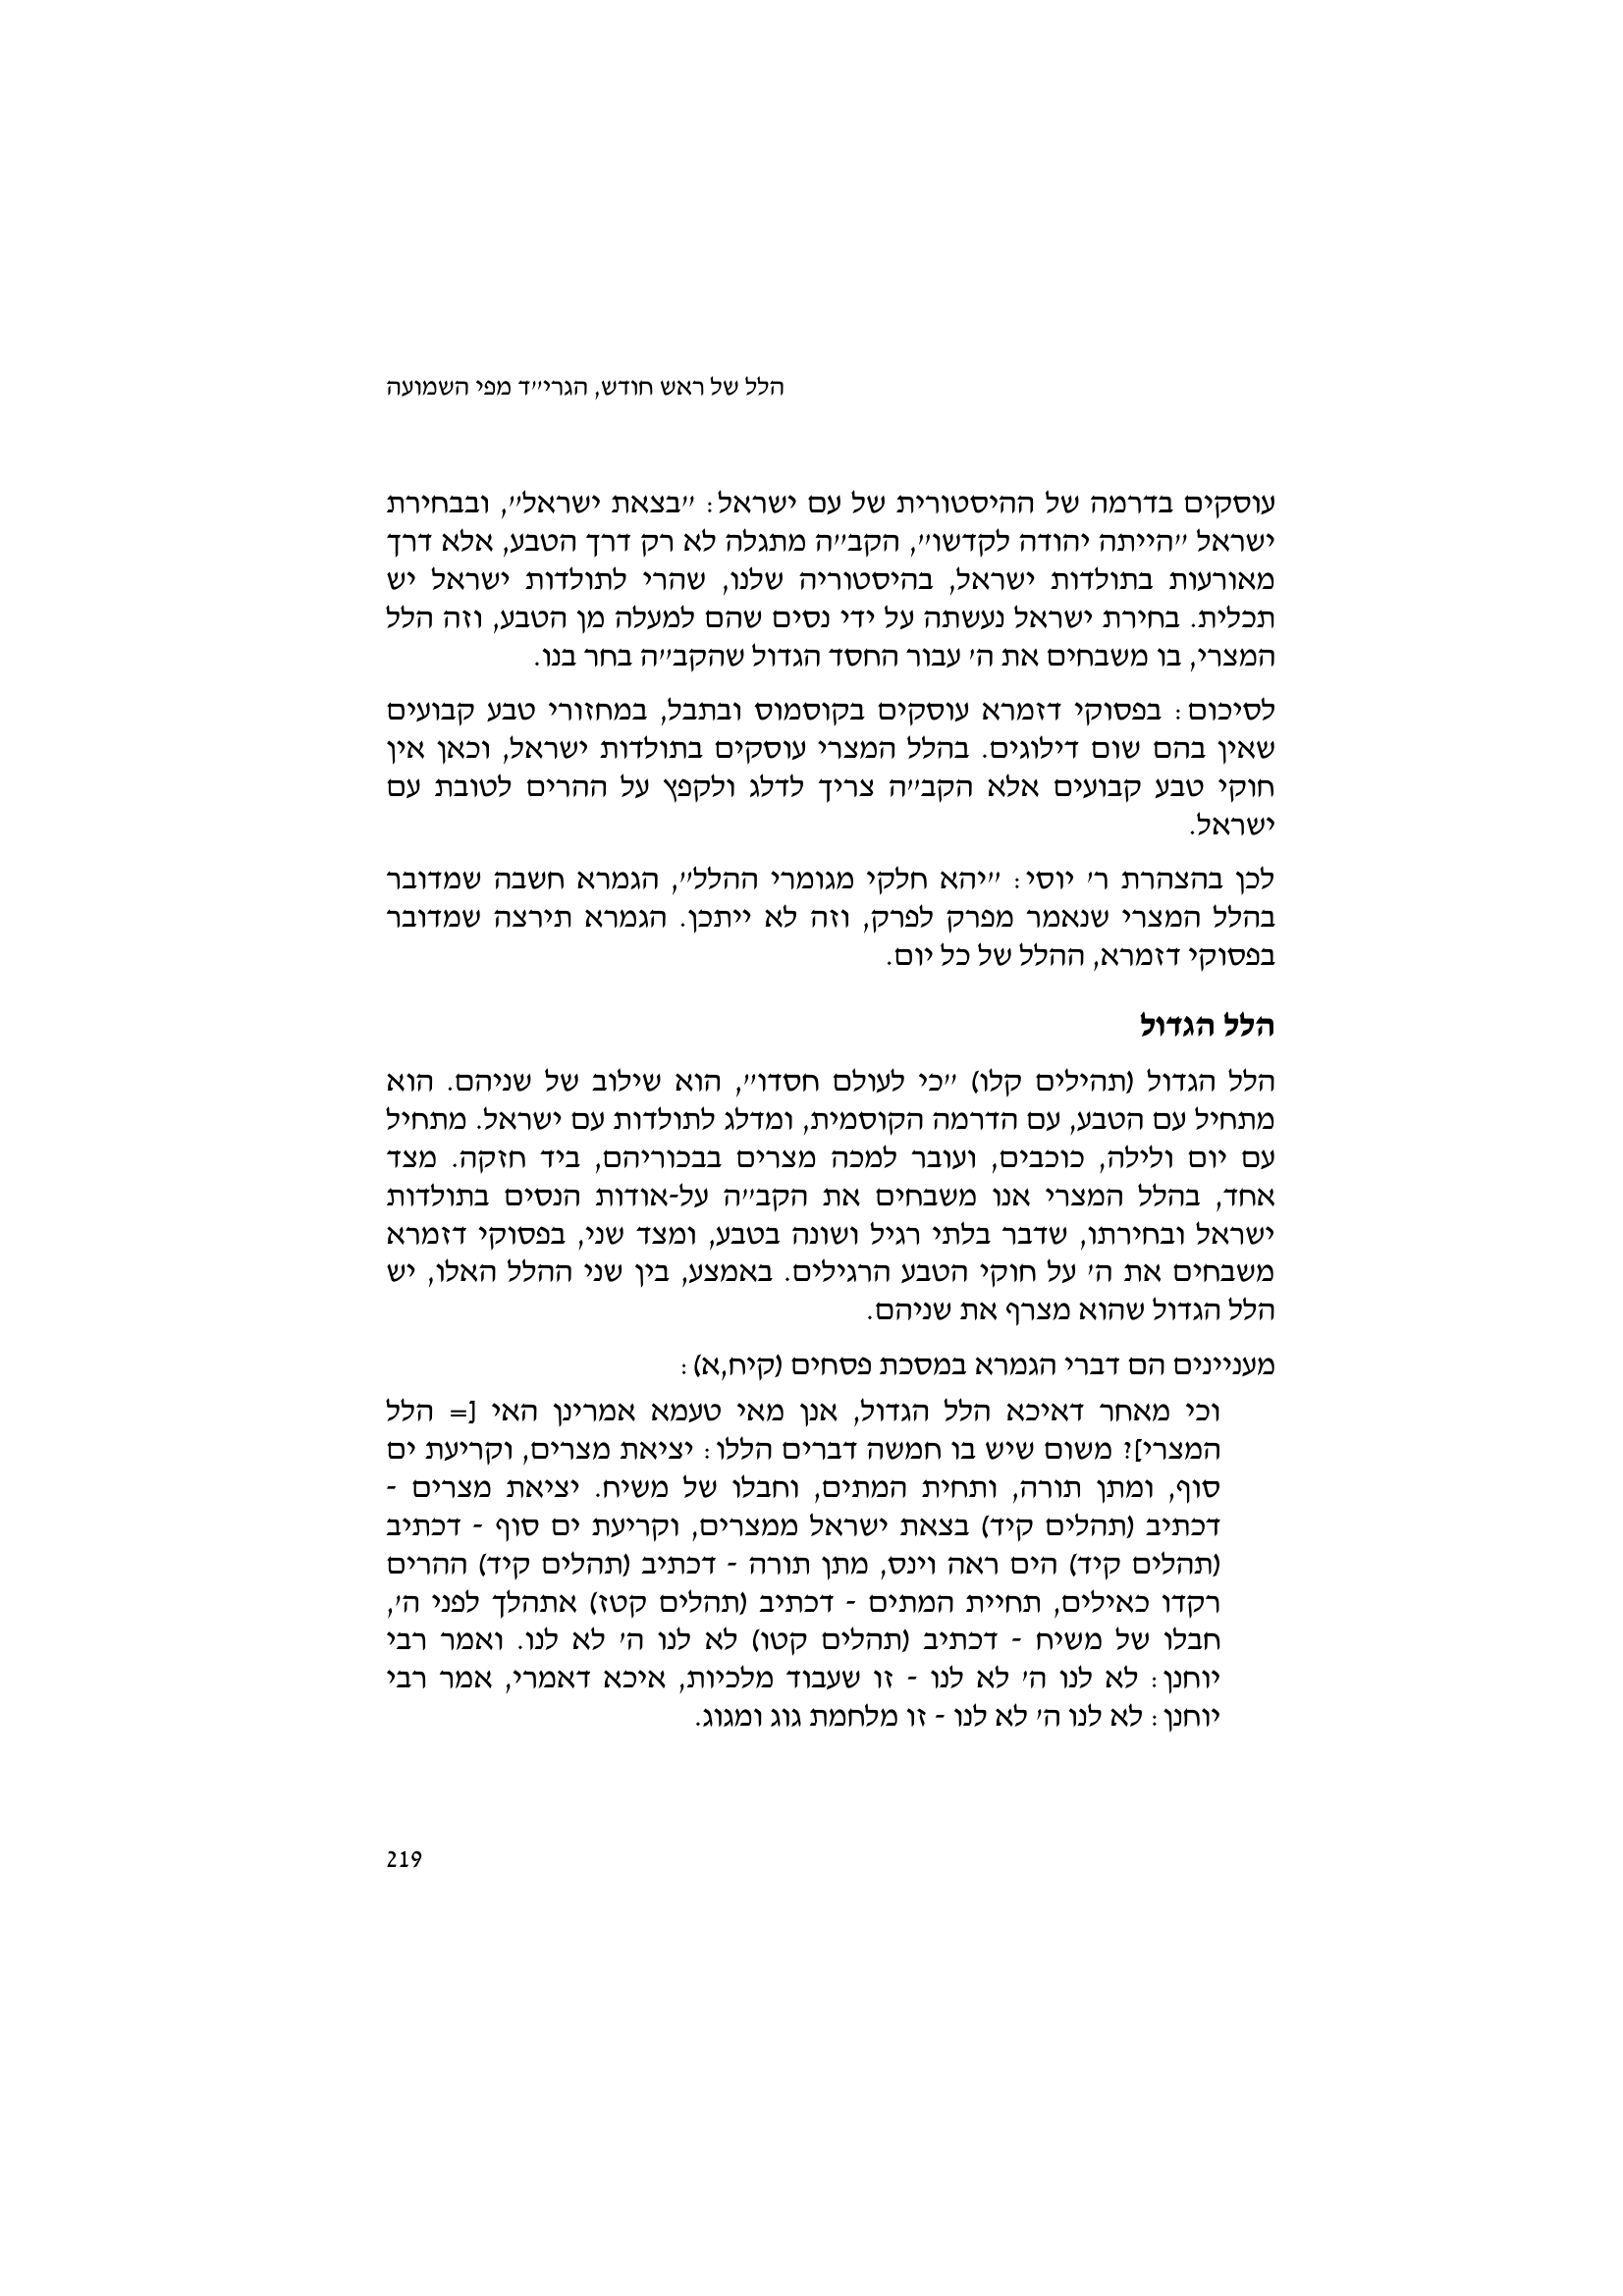 הלל של ראש חודש, הגרי״ד מפי השמועה
עוסקים בדרמה של ההיסטורית של עם ישראל: ״בצאת ישראל״, ובבחירת
ישראל ״הייתה יהודה לקדשו״, הקב״ה מתגלה לא רק דרך הטבע, אלא דרך
מאורעות בתולדות ישראל, בהיסטוריה שלנו, שהרי לתולדות ישראל יש
תכלית. בחירת ישראל נעשתה על ידי נסים שהם למעלה מן הטבע, וזה הלל
המצרי, בו משבחים את ה׳ עבור החסד הגדול שהקב״ה בחר בנו.
לסיכום: בפסוקי דזמרא עוסקים בקוסמוס ובתבל, במחזורי טבע קבועים
שאין בהם שום דילוגים. בהלל המצרי עוסקים בתולדות ישראל, וכאן אין
חוקי טבע קבועים אלא הקב״ה צריך לדלג ולקפץ על ההרים לטובת עם
ישראל.
לכן בהצהרת ר׳ יוסי: ״יהא חלקי מגומרי ההלל״, הגמרא חשבה שמדובר
בהלל המצרי שנאמר מפרק לפרק, וזה לא ייתכן. הגמרא תירצה שמדובר
בפסוקי דזמרא, ההלל של כל יום.
הלל הגדול
הלל הגדול (תהילים קלו) ״כי לעולם חסדו״, הוא שילוב של שניהם. הוא
מתחיל עם הטבע, עם הדרמה הקוסמית, ומדלג לתולדות עם ישראל. מתחיל
עם יום ולילה, כוכבים, ועובר למכה מצרים בבכוריהם, ביד חזקה. מצד
אחד, בהלל המצרי אנו משבחים את הקב״ה על-אודות הנסים בתולדות
ישראל ובחירתו, שדבר בלתי רגיל ושונה בטבע, ומצד שני, בפסוקי דזמרא
משבחים את ה׳ על חוקי הטבע הרגילים. באמצע, בין שני ההלל האלו, יש
הלל הגדול שהוא מצרף את שניהם.
מעניינים הם דברי הגמרא במסכת פסחים (קיח,א):
וכי מאחר דאיכא הלל הגדול, אנן מאי טעמא אמרינן האי [= הלל
המצרי]? משום שיש בו חמשה דברים הללו: יציאת מצרים, וקריעת ים
סוף, ומתן תורה, ותחית המתים, וחבלו של משיח. יציאת מצרים -
דכתיב (תהלים קיד) בצאת ישראל ממצרים, וקריעת ים סוף - דכתיב
(תהלים קיד) הים ראה וינס, מתן תורה - דכתיב (תהלים קיד) ההרים
רקדו כאילים, תחיית המתים - דכתיב (תהלים קטז) אתהלך לפני ה׳,
חבלו של משיח - דכתיב (תהלים קטו) לא לנו ה׳ לא לנו. ואמר רבי
יוחנן: לא לנו ה׳ לא לנו - זו שעבוד מלכיות, איכא דאמרי, אמר רבי
יוחנן: לא לנו ה׳ לא לנו - זו מלחמת גוג ומגוג.
219